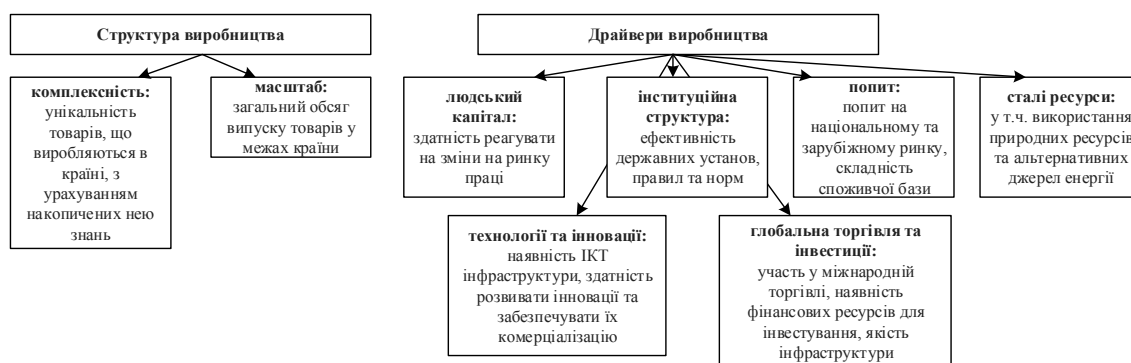 Структура виробництва
комплексність:
унікальність
товарів, що
виробляються в
країні, з
урахуванням
накопичених нею
знань
масштаб:
загальний обсяг
випуску товарів у
межах країни
Драйвери виробництва
людський
капітал:
здатність реагувати
на зміни на ринку
праці
інституційна
структура:
ефективність
державних установ,
правил та норм
попит:
попит на
національному та
зарубіжному ринку,
складність
споживчої бази
сталі ресурси:
у т.ч. використання
природних ресурсів
та альтернативних
джерел енергії
технології та інновації:
наявність ІКТ
інфраструктури, здатність
розвивати інновації та
забезпечувати їх
комерціалізацію
глобальна торгівля та
інвестиції:
участь у міжнародній
торгівлі, наявність
фінансових ресурсів для
інвестування, якість
інфраструктури